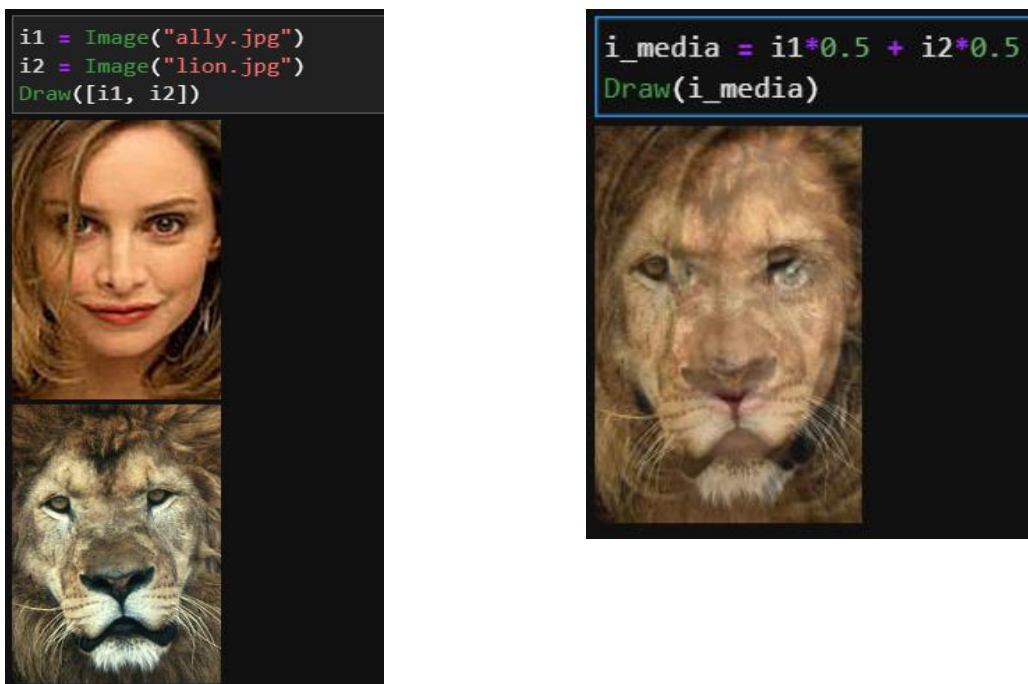 i1 = Image("ally.jpg")
i2 = Image("lion.jpg")
Draw([i1, i2])
i_media = i1*0.5 + i2*0.5
Draw(i_media)